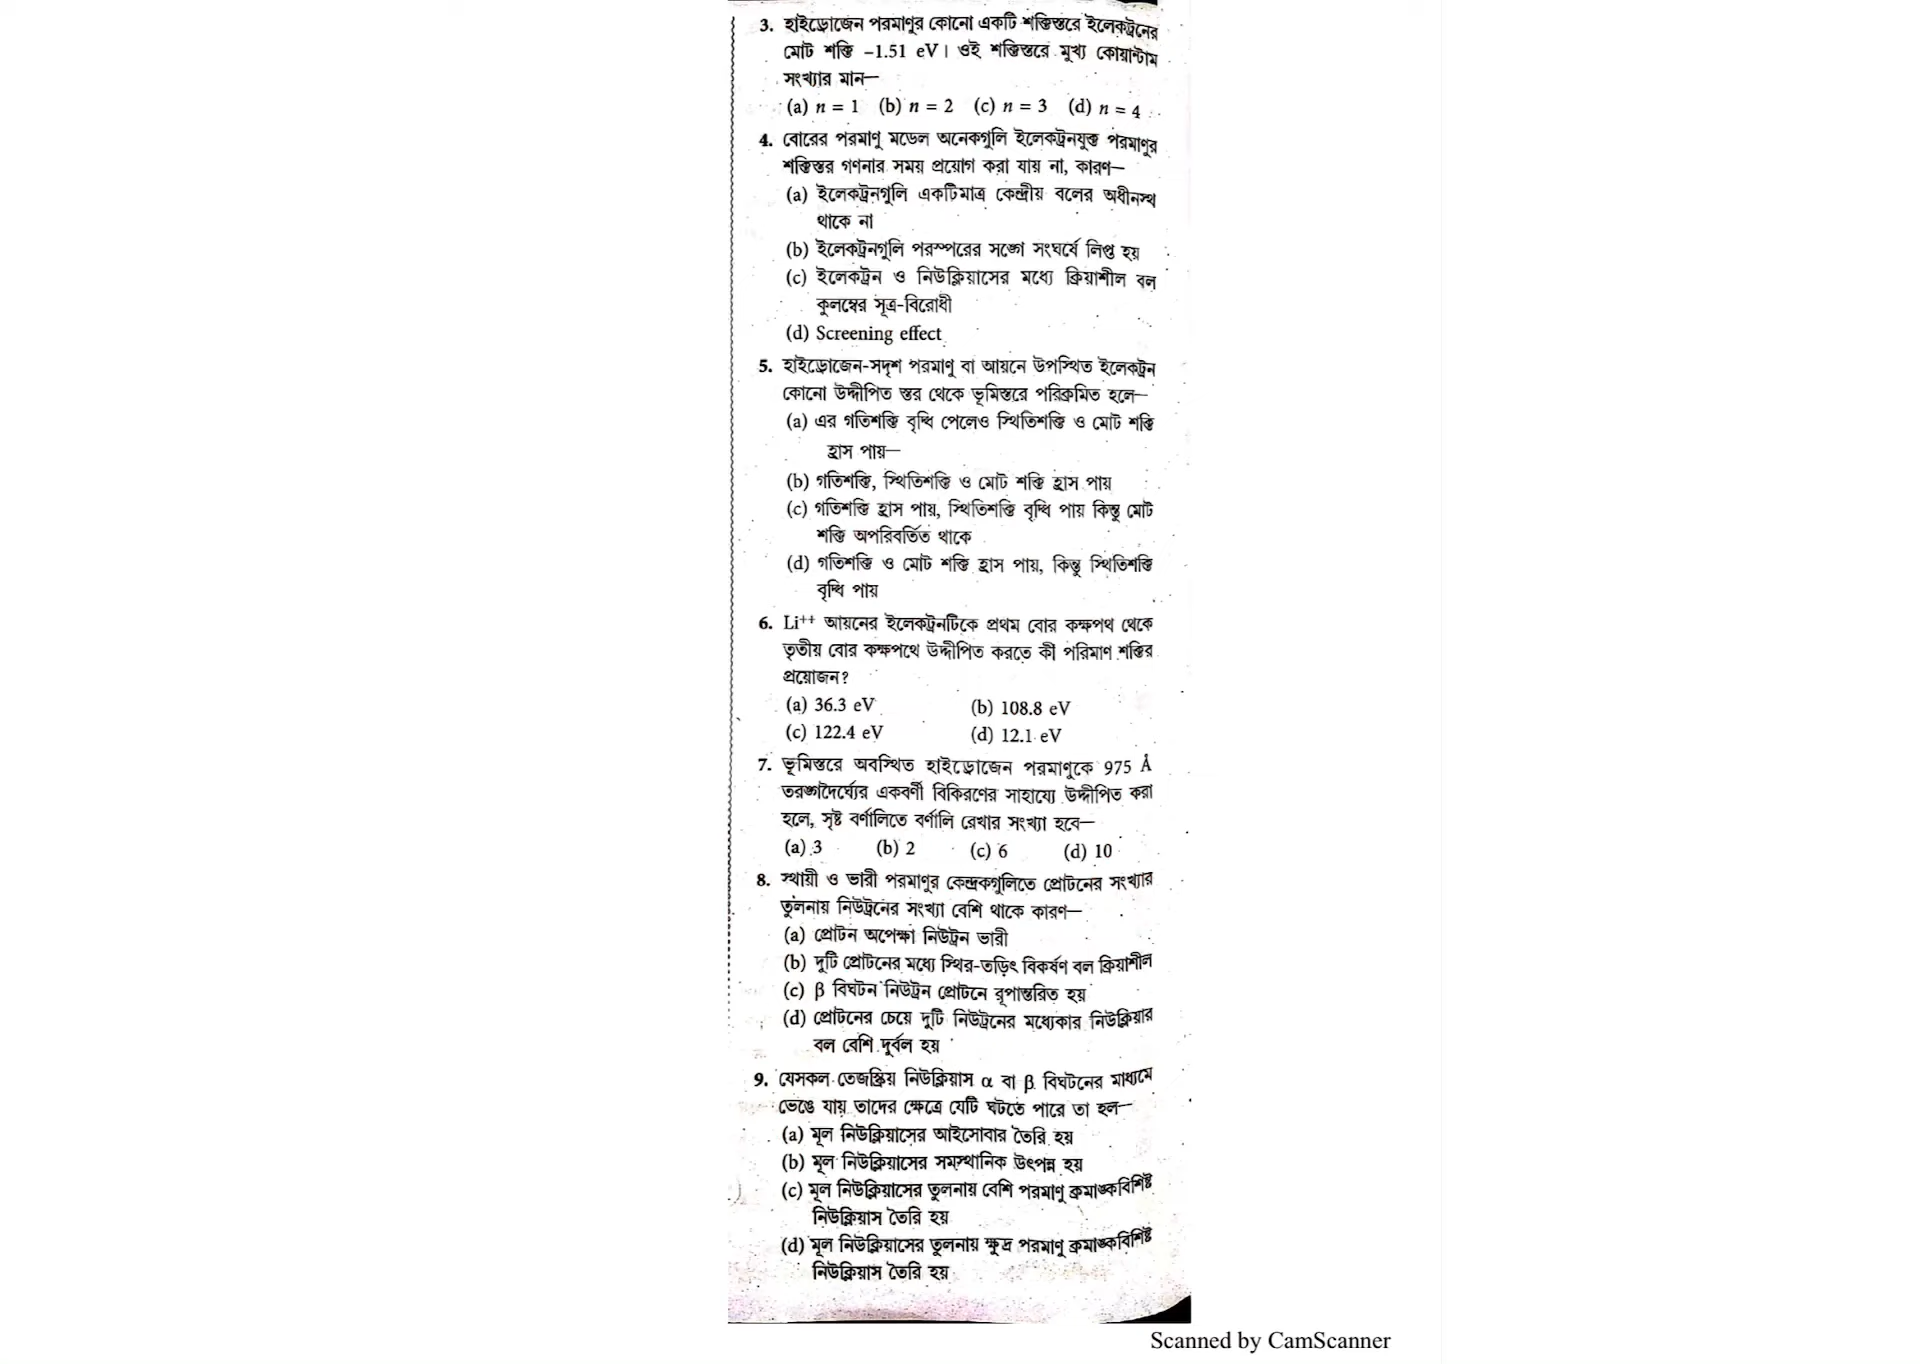 3. হাইড্রোজেন পরমাণুর কোনো একটি শক্তিস্তরে ইলেকট্রনের
মোট শক্তি –1.51 eV। ওই শক্তিস্তরে মুখ্য কোয়ান্টাম
সংখ্যার মান—
(a) n = 1 (b) n = 2 (c) n = 3 (d) n = 4
4. বোরের পরমাণু মডেল অনেকগুলি ইলেকট্রনযুক্ত পরমাণুর
শক্তিস্তর গণনার সময় প্রয়োগ করা যায় না, কারণ—
(a) ইলেকট্রনগুলি একটিমাত্র কেন্দ্রীয় বলের অধীনস্থ
থাকে না
(b) ইলেকট্রনগুলি পরস্পরের সঙ্গে সংঘর্ষে লিপ্ত হয়
(c) ইলেকট্রন ও নিউক্লিয়াসের মধ্যে ক্রিয়াশীল বল
কুলম্বের সূত্র-বিরোধী
(d) Screening effect
5. হাইড্রোজেন-সদৃশ পরমাণু বা আয়নে উপস্থিত ইলেকট্রন
কোনো উদ্দীপিত স্তর থেকে ভূমিস্তরে পরিক্রমিত হলে—
(a) এর গতিশক্তি বৃদ্ধি পেলেও স্থিতিশক্তি ও মোট শক্তি
হ্রাস পায়—
(b) গতিশক্তি, স্থিতিশক্তি ও মোট শক্তি হ্রাস পায়
(c) গতিশক্তি হ্রাস পায়, স্থিতিশক্তি বৃদ্ধি পায় কিন্তু মোট
শক্তি অপরিবর্তিত থাকে
(d) গতিশক্তি ও মোট শক্তি হ্রাস পায়, কিন্তু স্থিতিশক্তি
বৃদ্ধি পায়
6. Li⁺⁺ আয়নের ইলেকট্রনটিকে প্রথম বোর কক্ষপথ থেকে
তৃতীয় বোর কক্ষপথে উদ্দীপিত করতে কী পরিমাণ শক্তির
প্রয়োজন?
(a) 36.3 eV (b) 108.8 eV
(c) 122.4 eV (d) 12.1 eV
7. ভূমিস্তরে অবস্থিত হাইড্রোজেন পরমাণুকে 975 Å
তরঙ্গদৈর্ঘ্যের একবর্ণী বিকিরণের সাহায্যে উদ্দীপিত করা
হলে, সৃষ্ট বর্ণালিতে বর্ণালি রেখার সংখ্যা হবে—
(a) 3 (b) 2 (c) 6 (d) 10
8. স্থায়ী ও ভারী পরমাণুর কেন্দ্রকগুলিতে প্রোটনের সংখ্যার
তুলনায় নিউট্রনের সংখ্যা বেশি থাকে কারণ—
(a) প্রোটন অপেক্ষা নিউট্রন ভারী
(b) দুটি প্রোটনের মধ্যে স্থির-তড়িৎ বিকর্ষণ বল ক্রিয়াশীল
(c) β বিঘটন নিউট্রন প্রোটনে রূপান্তরিত হয়
(d) প্রোটনের চেয়ে দুটি নিউট্রনের মধ্যেকার নিউক্লিয়ার
বল বেশি দুর্বল হয়
9. যেসকল তেজস্ক্রিয় নিউক্লিয়াস α বা β বিঘটনের মাধ্যমে
ভেঙে যায় তাদের ক্ষেত্রে যেটি ঘটতে পারে তা হল—
(a) মূল নিউক্লিয়াসের আইসোবার তৈরি হয়
(b) মূল নিউক্লিয়াসের সমস্থানিক উৎপন্ন হয়
(c) মূল নিউক্লিয়াসের তুলনায় বেশি পরমাণু ক্রমাঙ্কবিশিষ্ট
নিউক্লিয়াস তৈরি হয়
(d) মূল নিউক্লিয়াসের তুলনায় ক্ষুদ্র পরমাণু ক্রমাঙ্কবিশিষ্ট
নিউক্লিয়াস তৈরি হয়
Scanned by CamScanner